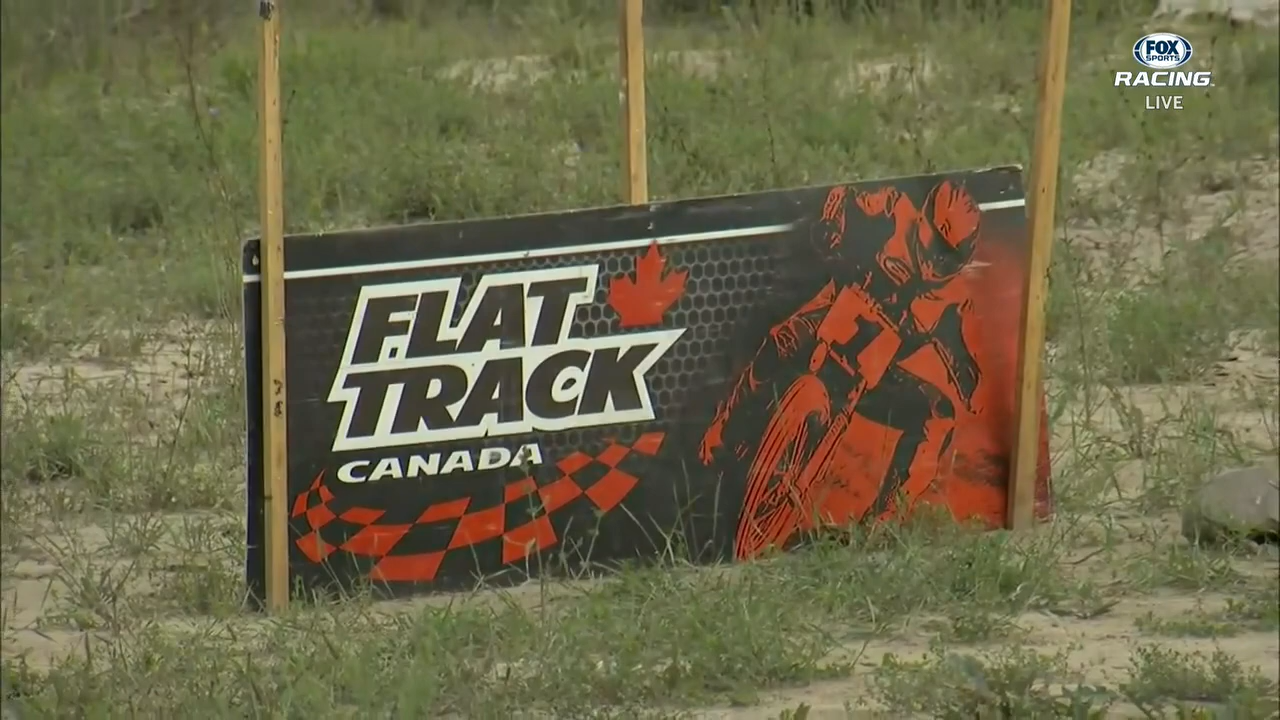 FOX
SPORTS
RACING
LIVE
FLAT
TRACK
CANADA